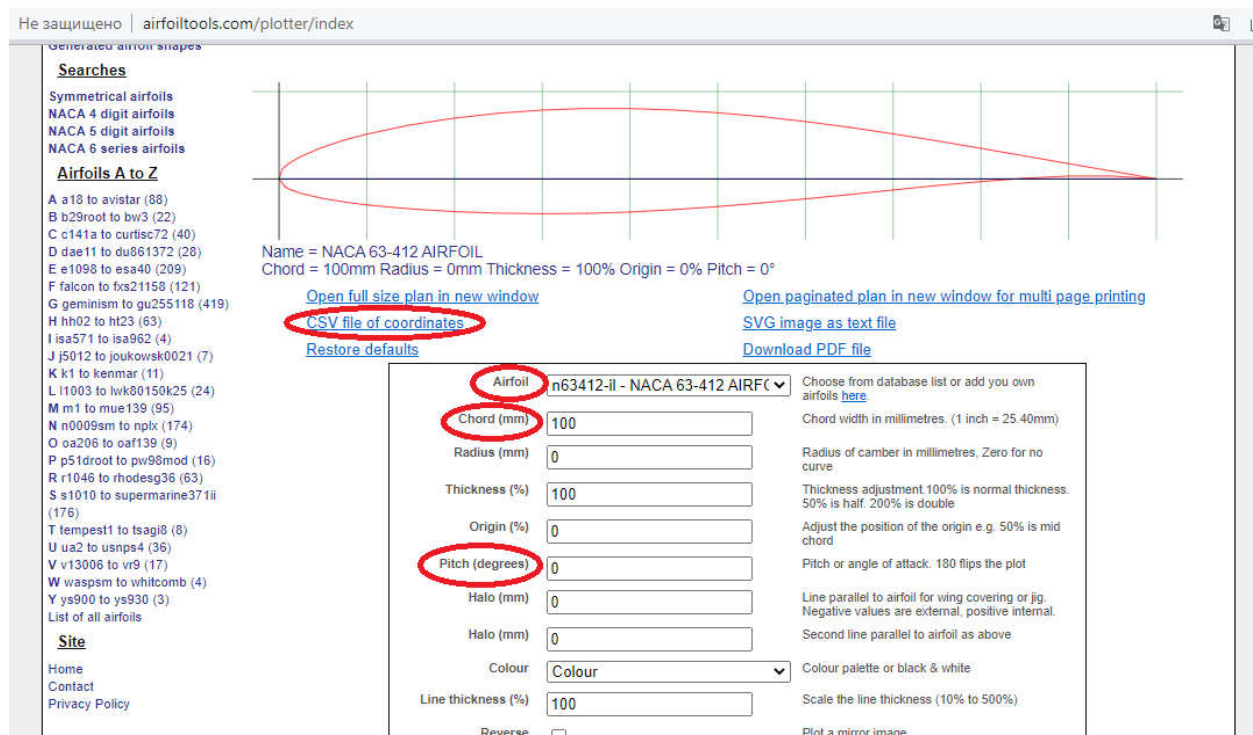 Не защищено | airfoiltools.com/plotter/index
Generated airfoil shapes
Searches
Symmetrical airfoils
NACA 4 digit airfoils
NACA 5 digit airfoils
NACA 6 series airfoils
Airfoils A to Z
A a18 to avistar (88)
B b29root to bw3 (22)
C c141a to curtisc72 (40)
D dae11 to du861372 (28)
E e1098 to esa40 (209)
F falcon to fxs21158 (121)
G geminism to gu255118 (419)
H hh02 to ht23 (63)
I isa571 to isa962 (4)
J j5012 to joukowsk0021 (7)
K k1 to kenmar (11)
L l1003 to lwk80150k25 (24)
M m1 to mue139 (95)
N n0009sm to nplx (174)
O oa206 to oaf139 (9)
P p51droot to pw98mod (16)
R r1046 to rhodesg36 (63)
S s1010 to supermarine371ii
(176)
T tempest1 to tsagi8 (8)
U ua2 to usnps4 (36)
V v13006 to vr9 (17)
W waspsm to whitcomb (4)
Y ys900 to ys930 (3)
List of all airfoils
Site
Home
Contact
Privacy Policy
Name = NACA 63-412 AIRFOIL
Chord = 100mm Radius = 0mm Thickness = 100% Origin = 0% Pitch = 0°
Open full size plan in new window
Open paginated plan in new window for multi page printing
CSV file of coordinates
SVG image as text file
Restore defaults
Download PDF file
Airfoil
n63412-il - NACA 63-412 AIRF(
Choose from database list or add you own
airfoils here.
Chord (mm)
100
Chord width in millimetres. (1 inch = 25.40mm)
Radius (mm)
0
Radius of camber in millimetres, Zero for no
curve
Thickness (%)
100
Thickness adjustment.100% is normal thickness.
50% is half. 200% is double
Origin (%)
0
Adjust the position of the origin e.g. 50% is mid
chord
Pitch (degrees)
0
Pitch or angle of attack. 180 flips the plot
Halo (mm)
0
Line parallel to airfoil for wing covering or jig.
Negative values are external, positive internal.
Halo (mm)
0
Second line parallel to airfoil as above
Colour
Colour
Colour palette or black & white
Line thickness (%)
100
Scale the line thickness (10% to 500%)
Reverse
Plot a mirror image